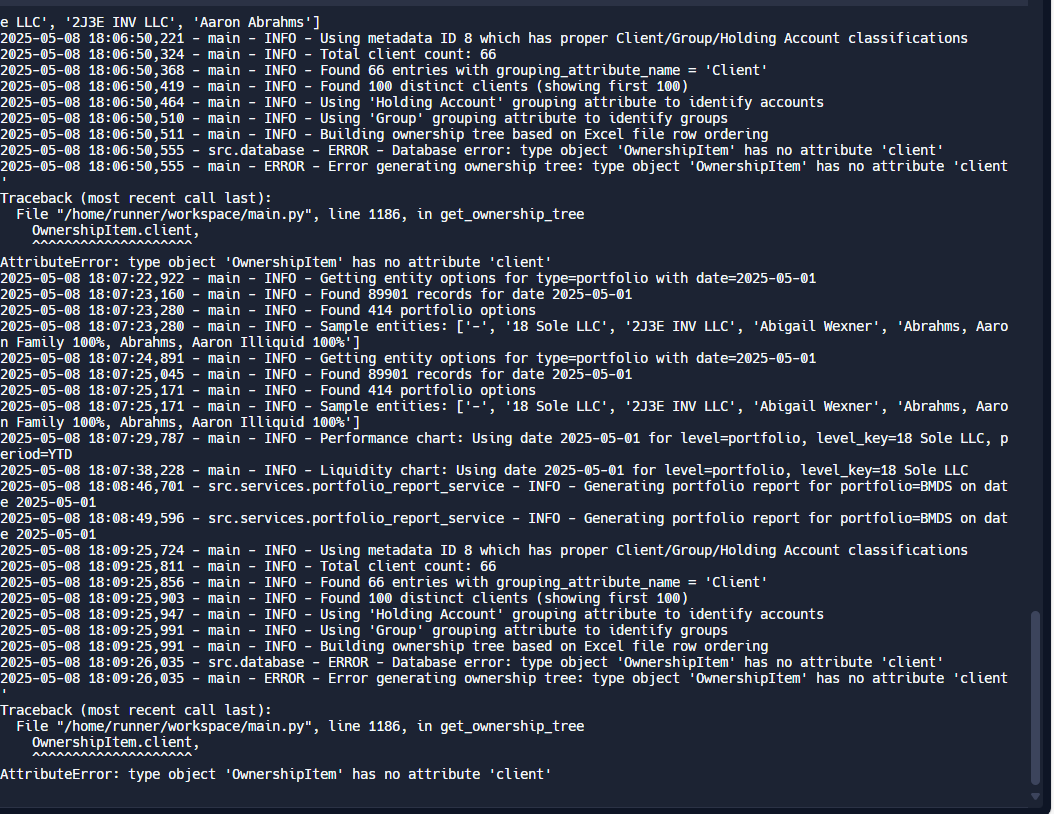 e LLC', '2J3E INV LLC', 'Aaron Abrahms']
2025-05-08 18:06:50,221 - main - INFO - Using metadata ID 8 which has proper Client/Group/Holding Account classifications
2025-05-08 18:06:50,324 - main - INFO - Total client count: 66
2025-05-08 18:06:50,368 - main - INFO - Found 66 entries with grouping_attribute_name = 'Client'
2025-05-08 18:06:50,419 - main - INFO - Found 100 distinct clients (showing first 100)
2025-05-08 18:06:50,464 - main - INFO - Using 'Holding Account' grouping attribute to identify accounts
2025-05-08 18:06:50,510 - main - INFO - Using 'Group' grouping attribute to identify groups
2025-05-08 18:06:50,511 - main - INFO - Building ownership tree based on Excel file row ordering
2025-05-08 18:06:50,555 - src.database - ERROR - Database error: type object 'OwnershipItem' has no attribute 'client'
2025-05-08 18:06:50,555 - main - ERROR - Error generating ownership tree: type object 'OwnershipItem' has no attribute 'client
'
Traceback (most recent call last):
  File "/home/runner/workspace/main.py", line 1186, in get_ownership_tree
    OwnershipItem.client,
    ^^^^^^^^^^^^^^^^^^^^
AttributeError: type object 'OwnershipItem' has no attribute 'client'
2025-05-08 18:07:22,922 - main - INFO - Getting entity options for type=portfolio with date=2025-05-01
2025-05-08 18:07:23,160 - main - INFO - Found 89901 records for date 2025-05-01
2025-05-08 18:07:23,280 - main - INFO - Found 414 portfolio options
2025-05-08 18:07:23,280 - main - INFO - Sample entities: ['-', '18 Sole LLC', '2J3E INV LLC', 'Abigail Wexner', 'Abrahms, Aaro
n Family 100%, Abrahms, Aaron Illiquid 100%']
2025-05-08 18:07:24,891 - main - INFO - Getting entity options for type=portfolio with date=2025-05-01
2025-05-08 18:07:25,045 - main - INFO - Found 89901 records for date 2025-05-01
2025-05-08 18:07:25,171 - main - INFO - Found 414 portfolio options
2025-05-08 18:07:25,171 - main - INFO - Sample entities: ['-', '18 Sole LLC', '2J3E INV LLC', 'Abigail Wexner', 'Abrahms, Aaro
n Family 100%, Abrahms, Aaron Illiquid 100%']
2025-05-08 18:07:29,787 - main - INFO - Performance chart: Using date 2025-05-01 for level=portfolio, level_key=18 Sole LLC, p
eriod=YTD
2025-05-08 18:07:38,228 - main - INFO - Liquidity chart: Using date 2025-05-01 for level=portfolio, level_key=18 Sole LLC
2025-05-08 18:08:46,701 - src.services.portfolio_report_service - INFO - Generating portfolio report for portfolio=BMDS on dat
e 2025-05-01
2025-05-08 18:08:49,596 - src.services.portfolio_report_service - INFO - Generating portfolio report for portfolio=BMDS on dat
e 2025-05-01
2025-05-08 18:09:25,724 - main - INFO - Using metadata ID 8 which has proper Client/Group/Holding Account classifications
2025-05-08 18:09:25,811 - main - INFO - Total client count: 66
2025-05-08 18:09:25,856 - main - INFO - Found 66 entries with grouping_attribute_name = 'Client'
2025-05-08 18:09:25,903 - main - INFO - Found 100 distinct clients (showing first 100)
2025-05-08 18:09:25,947 - main - INFO - Using 'Holding Account' grouping attribute to identify accounts
2025-05-08 18:09:25,991 - main - INFO - Using 'Group' grouping attribute to identify groups
2025-05-08 18:09:25,991 - main - INFO - Building ownership tree based on Excel file row ordering
2025-05-08 18:09:26,035 - src.database - ERROR - Database error: type object 'OwnershipItem' has no attribute 'client'
2025-05-08 18:09:26,035 - main - ERROR - Error generating ownership tree: type object 'OwnershipItem' has no attribute 'client
'
Traceback (most recent call last):
  File "/home/runner/workspace/main.py", line 1186, in get_ownership_tree
    OwnershipItem.client,
    ^^^^^^^^^^^^^^^^^^^^
AttributeError: type object 'OwnershipItem' has no attribute 'client'